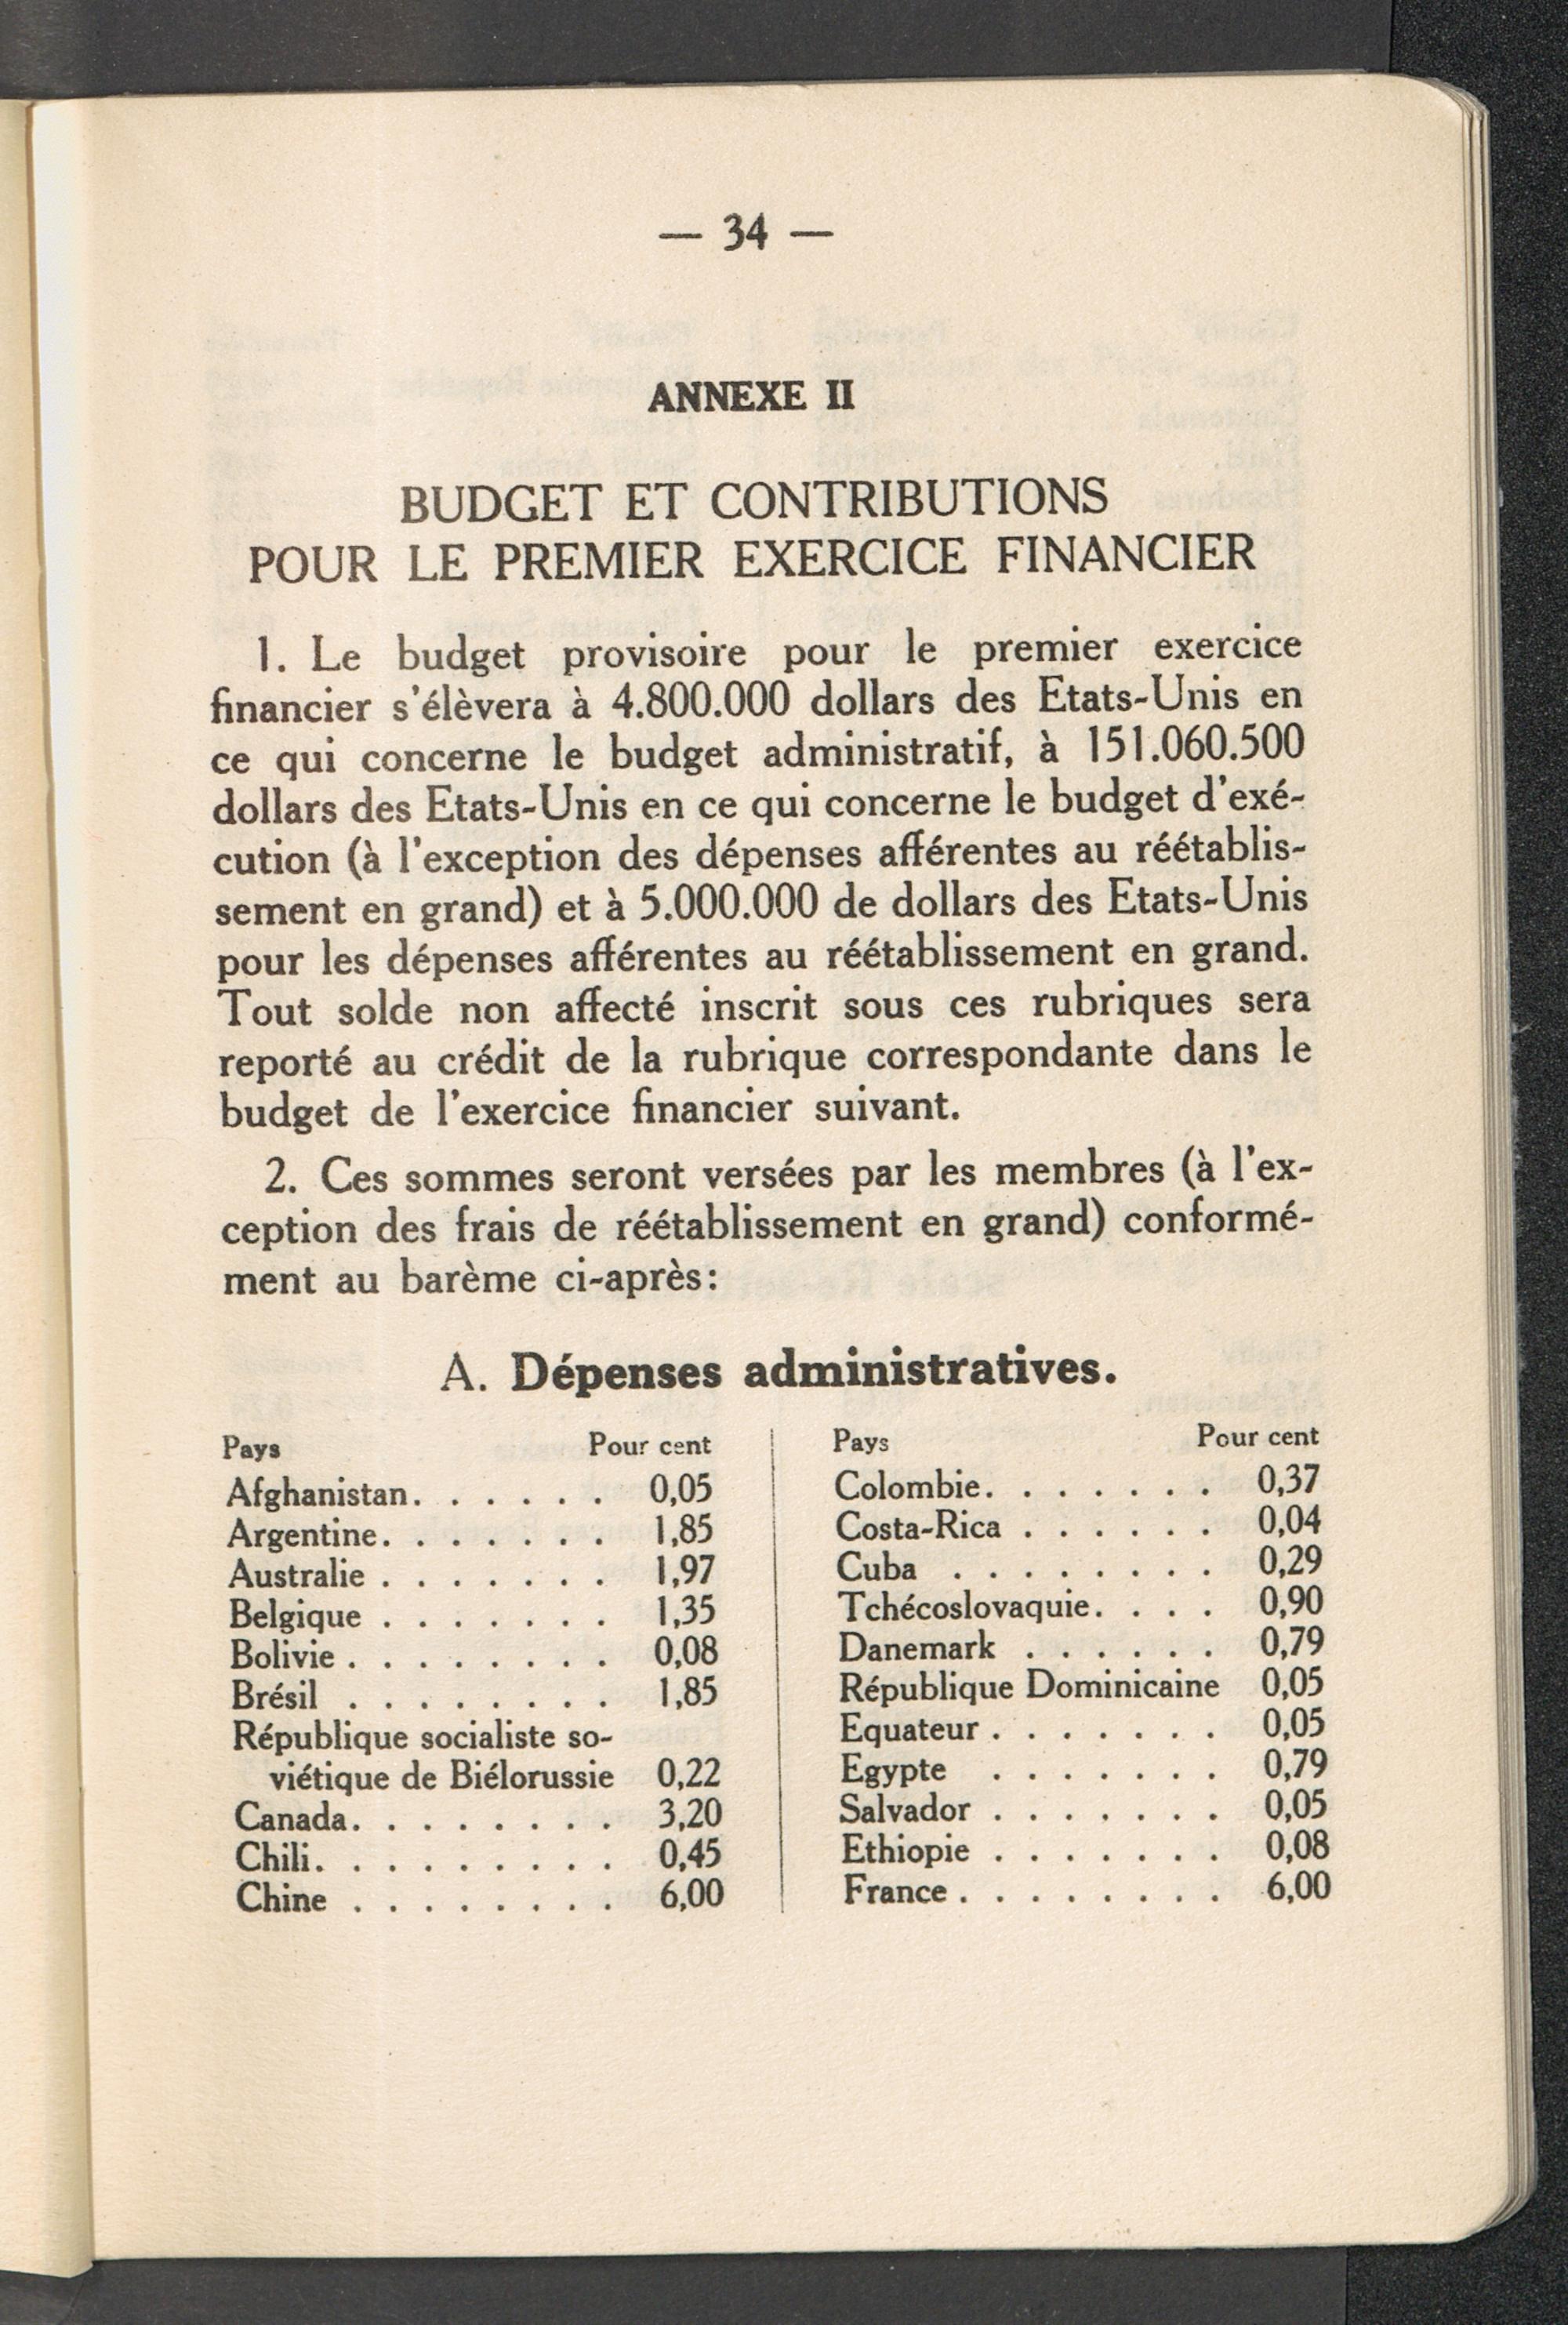 — 34 —
ANNEXE II
BUDGET ET CONTRIBUTIONS
POUR LE PREMIER EXERCICE FINANCIER
1. Le budget provisoire pour le premier exercice
financier s'élèvera à 4.800.000 dollars des Etats-Unis en
ce qui concerne le budget administratif, à 151.060.500
dollars des Etats-Unis en ce qui concerne le budget d'exé-
cution (à l'exception des dépenses afférentes au réétablis-
sement en grand) et à 5.000.000 de dollars des Etats-Unis
pour les dépenses afférentes au réétablissement en grand.
Tout solde non affecté inscrit sous ces rubriques sera
reporté au crédit de la rubrique correspondante dans le
budget de l'exercice financier suivant.
2. Ces sommes seront versées par les membres (à l'ex-
ception des frais de réétablissement en grand) conformé-
ment au barème ci-après:
A. Dépenses administratives.
Pays Pour cent
Afghanistan. . . . . . 0,05
Argentine. . . . . . . 1,85
Australie . . . . . . . 1,97
Belgique . . . . . . . 1,35
Bolivie . . . . . . . . 0,08
Brésil . . . . . . . . 1,85
République socialiste so-
viétique de Biélorussie 0,22
Canada. . . . . . . . 3,20
Chili. . . . . . . . . 0,45
Chine . . . . . . . . 6,00
Pays Pour cent
Colombie. . . . . . . 0,37
Costa-Rica . . . . . . 0,04
Cuba . . . . . . . . 0,29
Tchécoslovaquie. . . . 0,90
Danemark . . . . . . 0,79
République Dominicaine 0,05
Equateur . . . . . . . 0,05
Egypte . . . . . . . 0,79
Salvador . . . . . . . 0,05
Ethiopie . . . . . . . 0,08
France . . . . . . . . 6,00